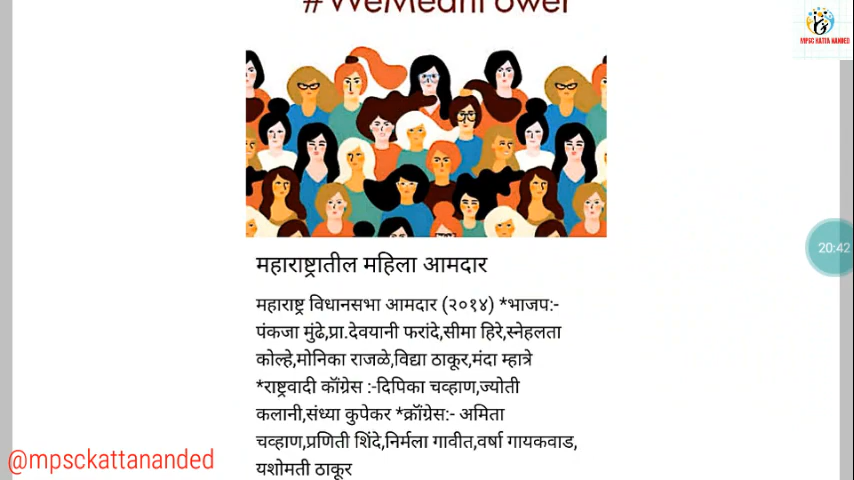 #WeMeanPower
MPSC KATTA NANDED
20:42
महाराष्ट्रातील महिला आमदार
महाराष्ट्र विधानसभा आमदार (२०१४) *भाजप:-
पंकजा मुंढे,प्रा.देवयानी फरांदे,सीमा हिरे,स्नेहलता
कोल्हे,मोनिका राजळे,विद्या ठाकूर,मंदा म्हात्रे
*राष्ट्रवादी कॉंग्रेस :-दिपिका चव्हाण,ज्योती
कलानी,संध्या कुपेकर *क्रॉंग्रेस:- अमिता
चव्हाण,प्रणिती शिंदे,निर्मला गावीत,वर्षा गायकवाड,
यशोमती ठाकूर
@mpsckattananded